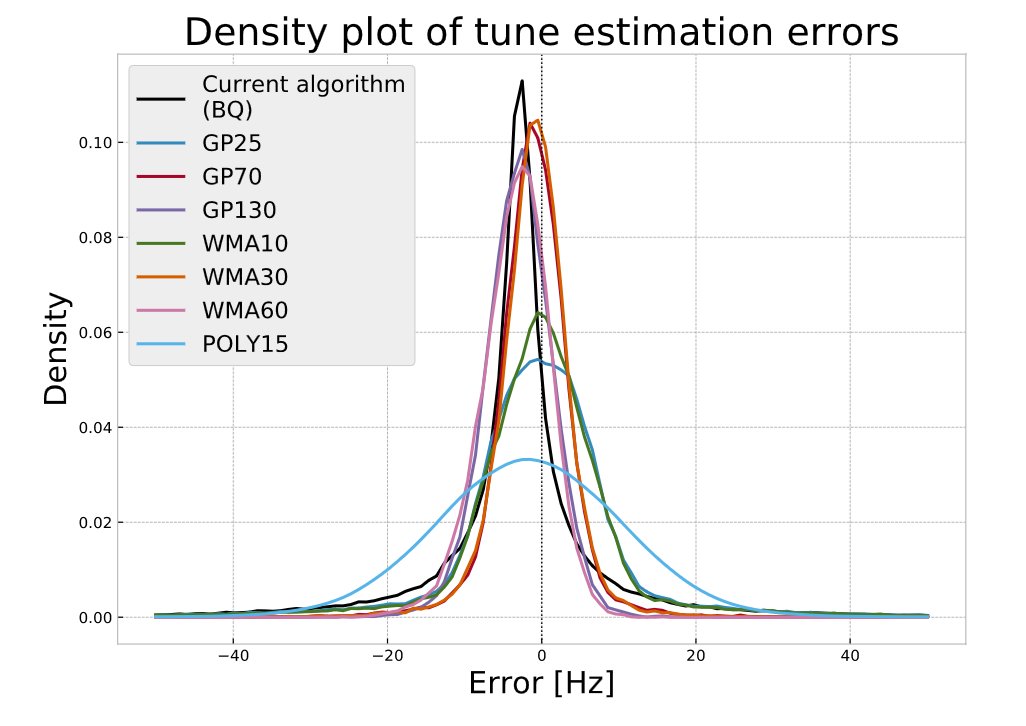 Density plot of tune estimation errors
Current algorithm
(BQ)
GP25
GP70
GP130
WMA10
WMA30
WMA60
POLY15
Density
0.10
0.08
0.06
0.04
0.02
0.00
−40 −20 0 20 40
Error [Hz]